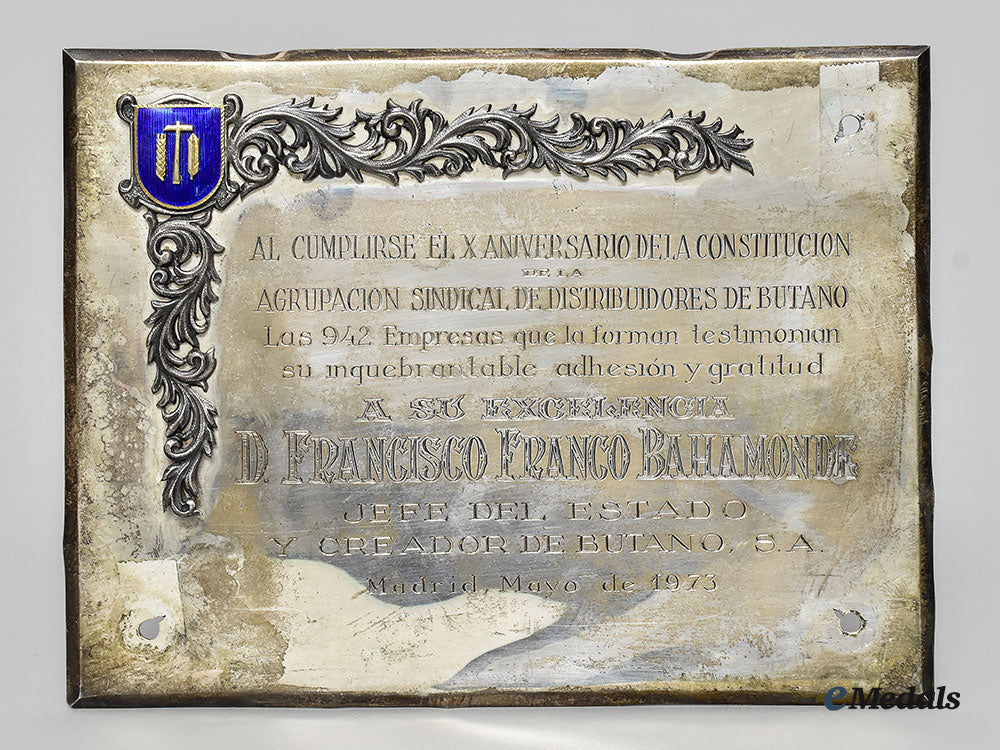 AL CUMPLIRSE EL X ANIVERSARIO DE LA CONSTITUCION
DE LA
AGRUPACION SINDICAL DE DISTRIBUIDORES DE BUTANO
Las 942 Empresas que la forman testimonian
su inquebrantable adhesión y gratitud
A SU EXCELENCIA
D. FRANCISCO FRANCO BAHAMONDE
JEFE DEL ESTADO
Y CREADOR DE BUTANO, S.A.
Madrid, Mayo de 1973
eMedals